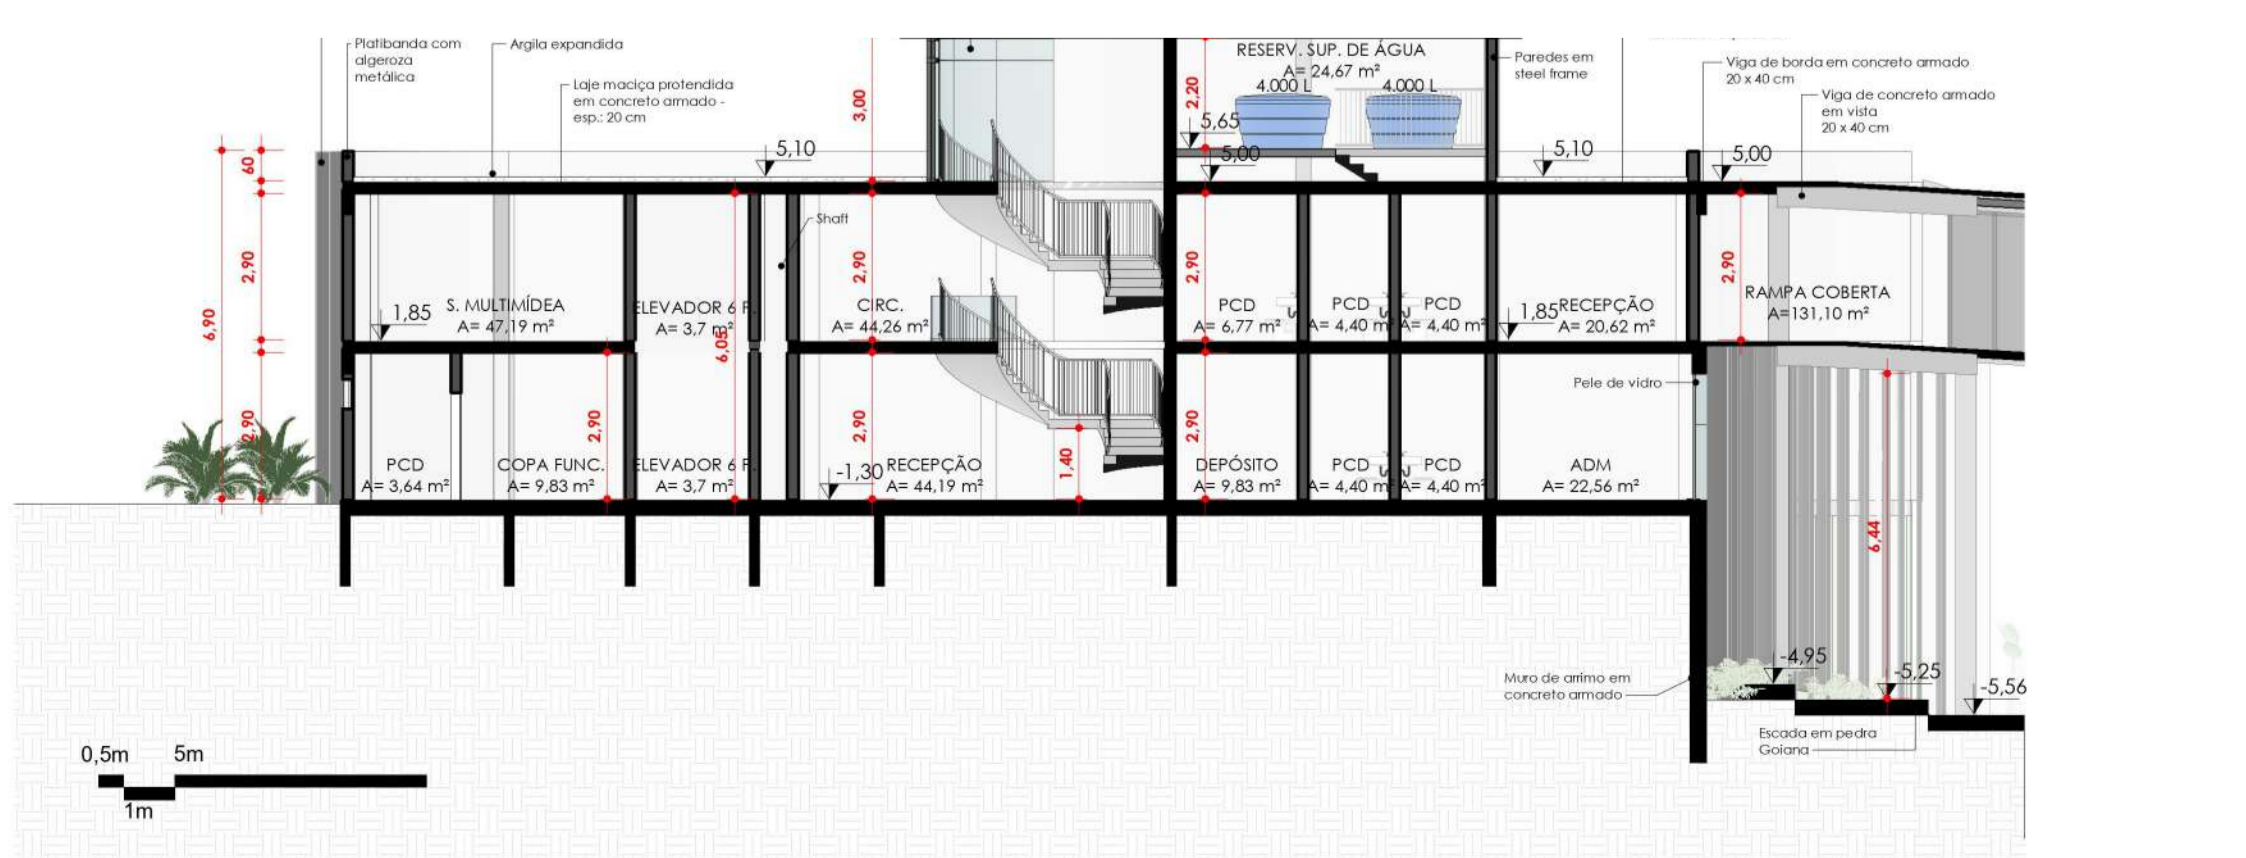 Platibanda com
algeroza
metálica
Argila expandida
Laje maciça protendida
em concreto armado -
esp.: 20 cm
3,00
RESERV. SUP. DE ÁGUA
A= 24,67 m²
4.000 L
4.000 L
2,20
Paredes em
steel frame
Viga de borda em concreto armado
20 x 40 cm
Viga de concreto armado
em vista
20 x 40 cm
60
5,10
5,65
5,00
5,10
5,00
Shaft
2,90
6,90
2,90
2,90
2,90
S. MULTIMÍDEA
A= 47,19 m²
1,85
ELEVADOR 6 P.
A= 3,7 m²
6,05
CIRC.
A= 44,26 m²
PCD
A= 6,77 m²
PCD
A= 4,40 m²
PCD
A= 4,40 m²
1,85
RECEPÇÃO
A= 20,62 m²
RAMPA COBERTA
A=131,10 m²
Pele de vidro
2,90
2,90
2,90
2,90
1,40
PCD
A= 3,64 m²
COPA FUNC.
A= 9,83 m²
ELEVADOR 6 P.
A= 3,7 m²
-1,30
RECEPÇÃO
A= 44,19 m²
DEPÓSITO
A= 9,83 m²
PCD
A= 4,40 m²
PCD
A= 4,40 m²
ADM
A= 22,56 m²
6,44
Muro de arrimo em
concreto armado
-4,95
-5,25
-5,56
Escada em pedra
Goiana
0,5m
5m
1m